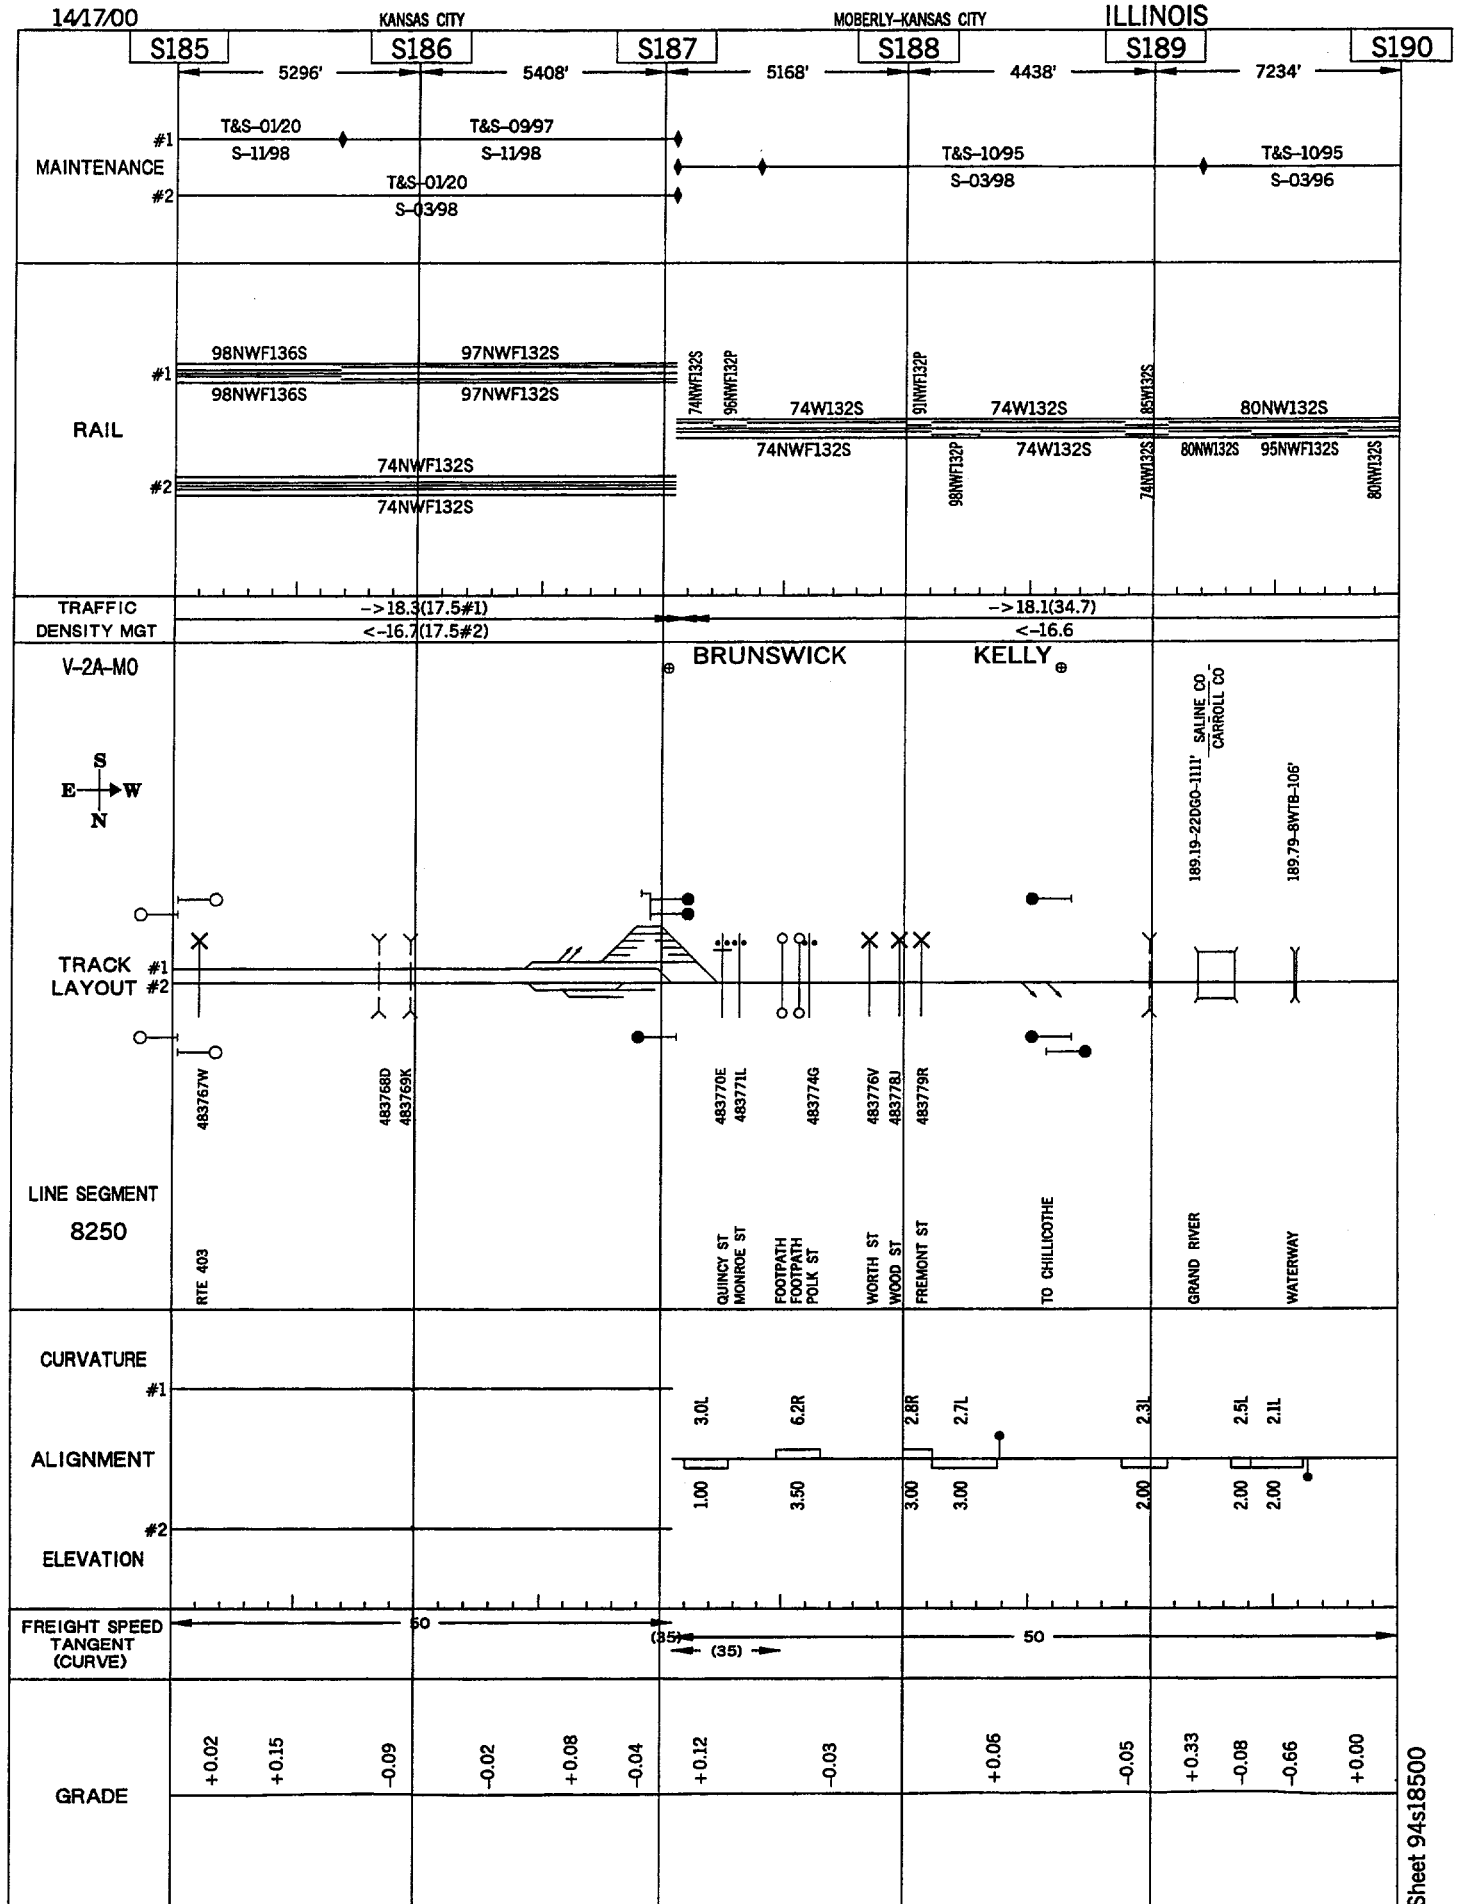 14/17/00 KANSAS CITY MOBERLY–KANSAS CITY ILLINOIS
S185 S186 S187 S188 S189 S190
5296' 5408' 5168' 4438' 7234'
MAINTENANCE
#1
T&S–01/20 T&S–09/97
S–11/98 S–11/98
T&S–10/95 T&S–10/95
S–03/98 S–03/96
#2
T&S–01/20
S–03/98
RAIL
#1
98NWF136S 97NWF132S
98NWF136S 97NWF132S
74NWF132S
96NWF132P
91NWF132P
85W132S
74W132S 74W132S 80NW132S
74NWF132S 74W132S 80NW132S 95NWF132S
98NWF132P
74NW132S
80NW132S
#2
74NWF132S
74NWF132S
TRAFFIC
DENSITY MGT
–>18.3(17.5#1) –>18.1(34.7)
<–16.7(17.5#2) <–16.6
V–2A–MO
BRUNSWICK KELLY
189.19–22DGO–1111'
SALINE CO
CARROLL CO
189.79–8WTB–106'
S
E W
N
TRACK #1
LAYOUT #2
483767W
483768D
483769K
483770E
483771L
483774G
483776V
483778J
483779R
LINE SEGMENT
8250
RTE 403
QUINCY ST
MONROE ST
FOOTPATH
FOOTPATH
POLK ST
WORTH ST
WOOD ST
FREMONT ST
TO CHILLICOTHE
GRAND RIVER
WATERWAY
CURVATURE
#1
3.0L 6.2R 2.8R 2.7L 2.3L 2.5L 2.1L
ALIGNMENT
1.00 3.50 3.00 3.00 2.00 2.00 2.00
#2
ELEVATION
FREIGHT SPEED
TANGENT
(CURVE)
50 (35) 50
(35)
GRADE
+0.02 +0.15 –0.09 –0.02 +0.08 –0.04 +0.12 –0.03 +0.06 –0.05 +0.33 –0.08 –0.66 +0.00
Sheet 94s18500